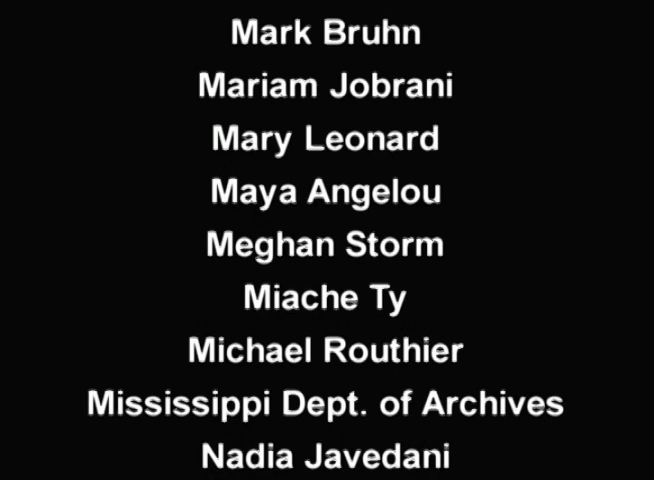 Mark Bruhn
Mariam Jobrani
Mary Leonard
Maya Angelou
Meghan Storm
Miache Ty
Michael Routhier
Mississippi Dept. of Archives
Nadia Javedani